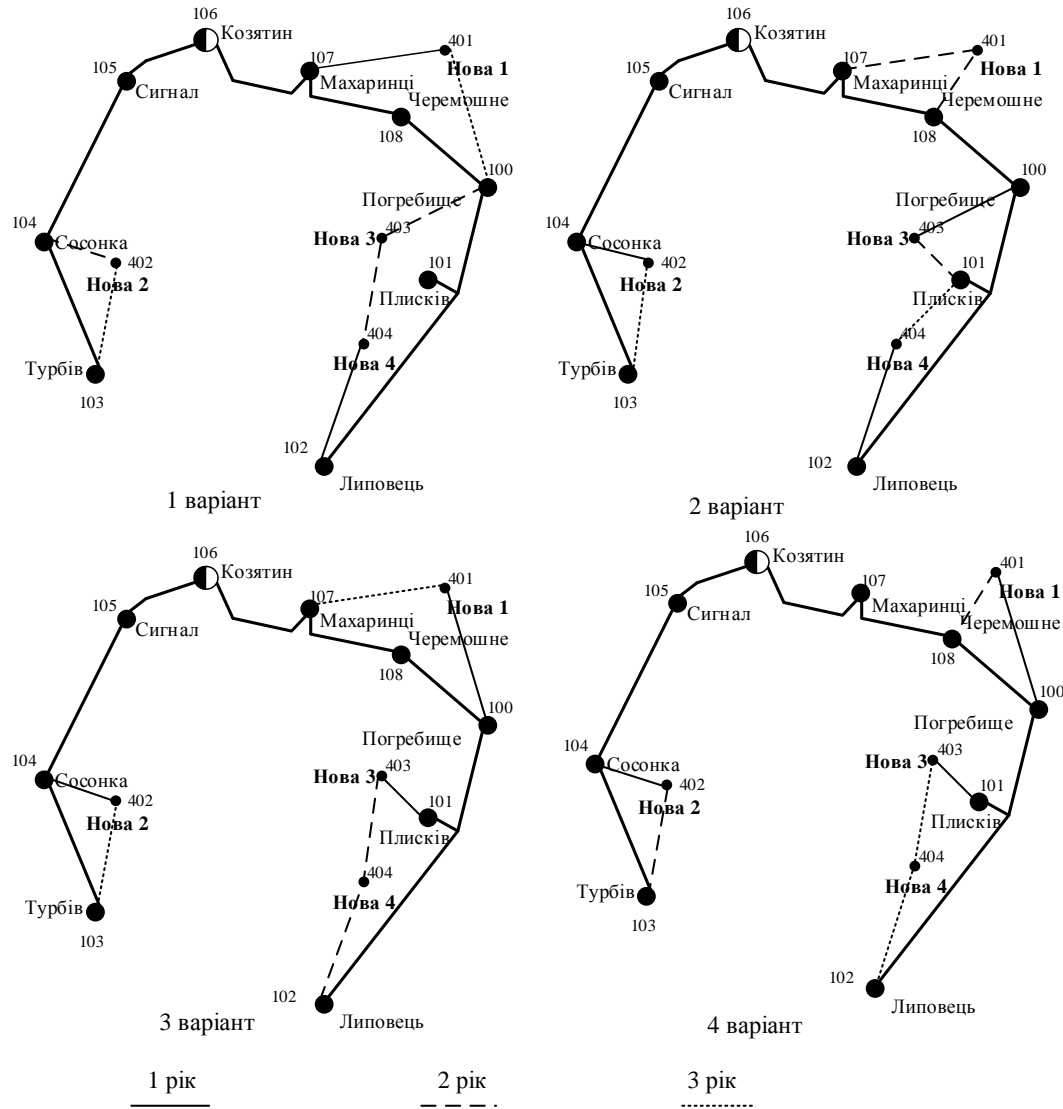 106
Козятин
107
401
Нова 1
105
Сигнал
Махаринці
Черемошне
108
100
Погребище
104
Сосонка
403
Нова 3
402
101
Нова 2
Плисків
404
Нова 4
Турбів
103
102
Липовець
1 варіант
106
Козятин
107
401
Нова 1
105
Сигнал
Махаринці
Черемошне
108
100
Погребище
104
Сосонка
403
Нова 3
402
101
Нова 2
Плисків
404
Нова 4
Турбів
103
102
Липовець
2 варіант
106
Козятин
107
401
Нова 1
105
Сигнал
Махаринці
Черемошне
108
100
Погребище
104
Сосонка
403
Нова 3
402
101
Нова 2
Плисків
404
Нова 4
Турбів
103
102
Липовець
3 варіант
106
Козятин
107
401
Нова 1
105
Сигнал
Махаринці
Черемошне
108
100
Погребище
104
Сосонка
403
Нова 3
402
101
Нова 2
Плисків
404
Нова 4
Турбів
103
102
Липовець
4 варіант
1 рік
2 рік
3 рік